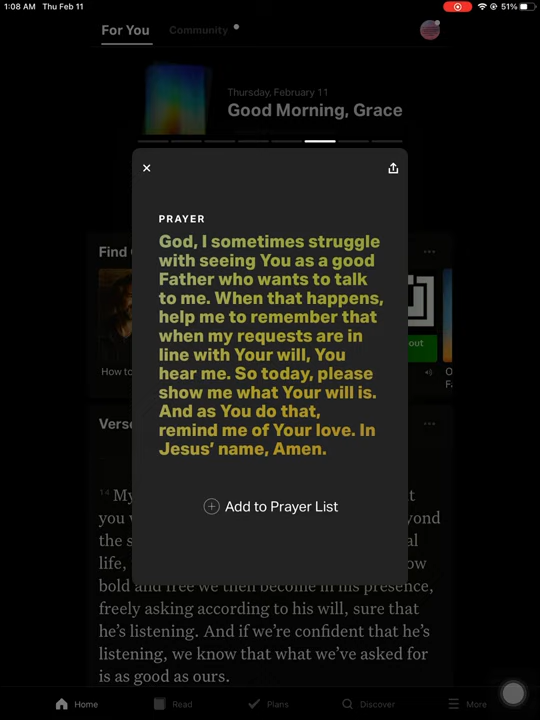 1:08 AM Thu Feb 11
51%
For You
Community
Thursday, February 11
Good Morning, Grace
PRAYER
God, I sometimes struggle
with seeing You as a good
Father who wants to talk
to me. When that happens,
help me to remember that
when my requests are in
line with Your will, You
hear me. So today, please
show me what Your will is.
And as You do that,
remind me of Your love. In
Jesus’ name, Amen.
Add to Prayer List
Find
out
How to
Verse
14 My
you
the s
life,
bold and free we then become in his presence,
freely asking according to his will, sure that
he’s listening. And if we’re confident that he’s
listening, we know that what we’ve asked for
is as good as ours.
Home
Read
Plans
Discover
More